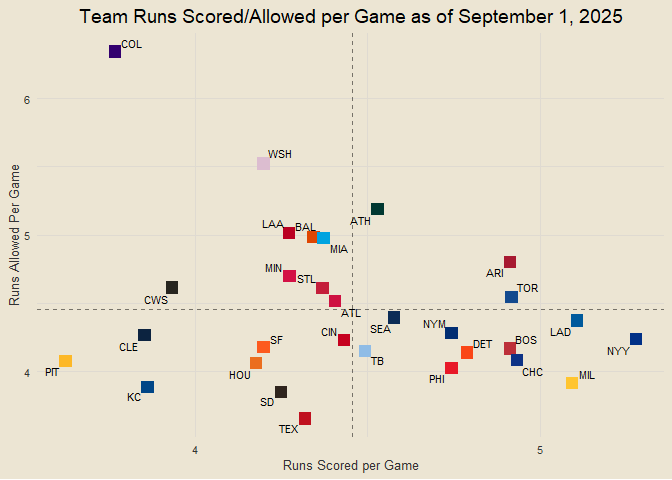 Team Runs Scored/Allowed per Game as of September 1, 2025
COL
6
WSH
ATH
LAA
BAL
MIA
5
ARI
MIN
STL
TOR
CWS
ATL
SEA
NYM
LAD
CIN
SF
CLE
TB
DET
BOS
NYY
PIT
HOU
PHI
CHC
MIL
4
KC
SD
TEX
Runs Allowed Per Game
4
5
Runs Scored per Game